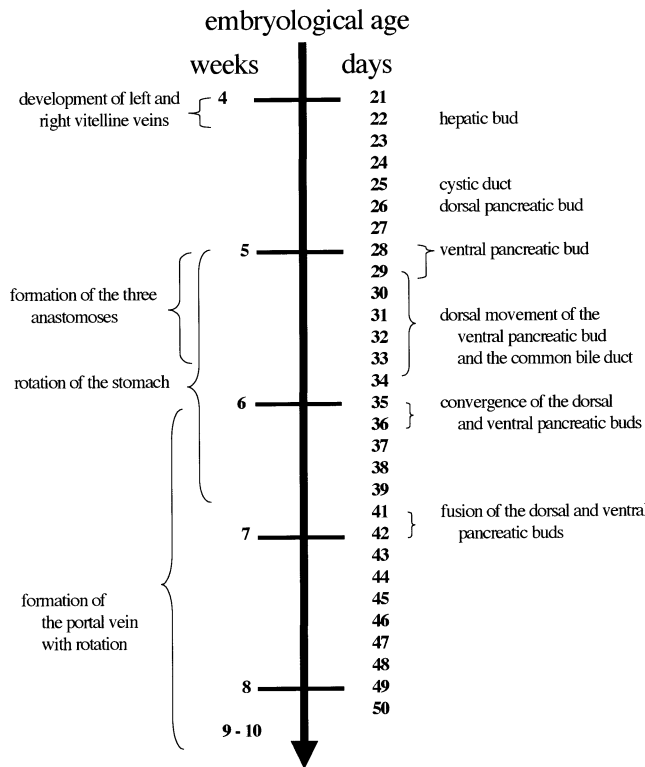 embryological age
weeks
days
development of left and
right vitelline veins
4
21
22
hepatic bud
23
24
25
cystic duct
26
dorsal pancreatic bud
27
5
28
ventral pancreatic bud
29
formation of the three
anastomoses
30
31
dorsal movement of the
32
ventral pancreatic bud
33
and the common bile duct
rotation of the stomach
34
6
35
convergence of the dorsal
36
and ventral pancreatic buds
37
38
39
41
fusion of the dorsal and ventral
7
42
pancreatic buds
43
44
formation of
the portal vein
with rotation
45
46
47
48
8
49
50
9 - 10